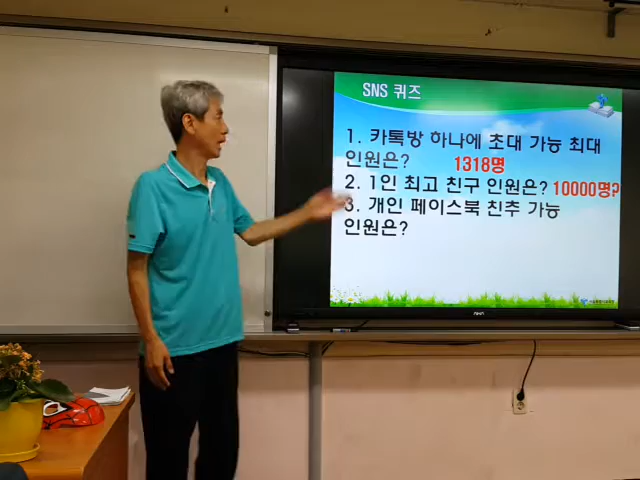 SNS 퀴즈
1. 카톡방 하나에 초대 가능 최대
인원은? 1318명
2. 1인 최고 친구 인원은? 10000명?
3. 개인 페이스북 친추 가능
인원은?